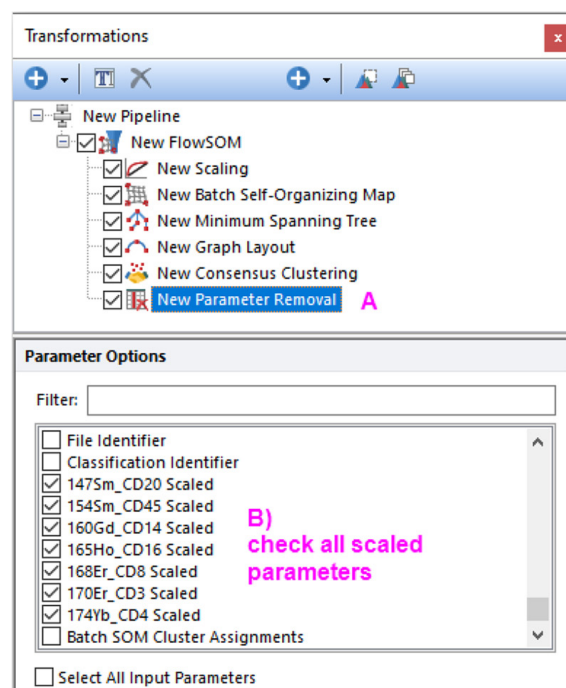 Transformations
x
New Pipeline
New FlowSOM
New Scaling
New Batch Self-Organizing Map
New Minimum Spanning Tree
New Graph Layout
New Consensus Clustering
New Parameter Removal A
Parameter Options
Filter:
File Identifier
Classification Identifier
147Sm_CD20 Scaled
154Sm_CD45 Scaled
160Gd_CD14 Scaled
165Ho_CD16 Scaled
168Er_CD8 Scaled
170Er_CD3 Scaled
174Yb_CD4 Scaled
Batch SOM Cluster Assignments
B)
check all scaled
parameters
Select All Input Parameters